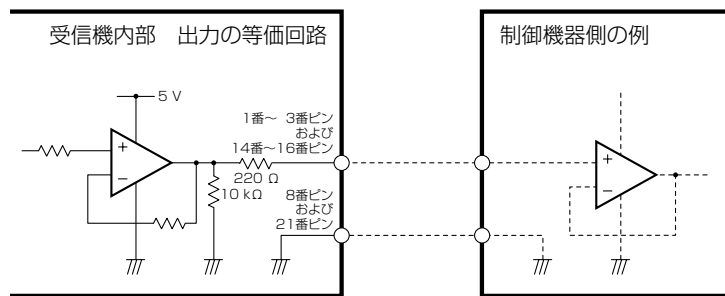 受信機内部 出力の等価回路
制御機器側の例
5 V
1番～ 3番ピン
および
14番～16番ピン
+
−
220 Ω
10 kΩ
8番ピン
および
21番ピン
+
−